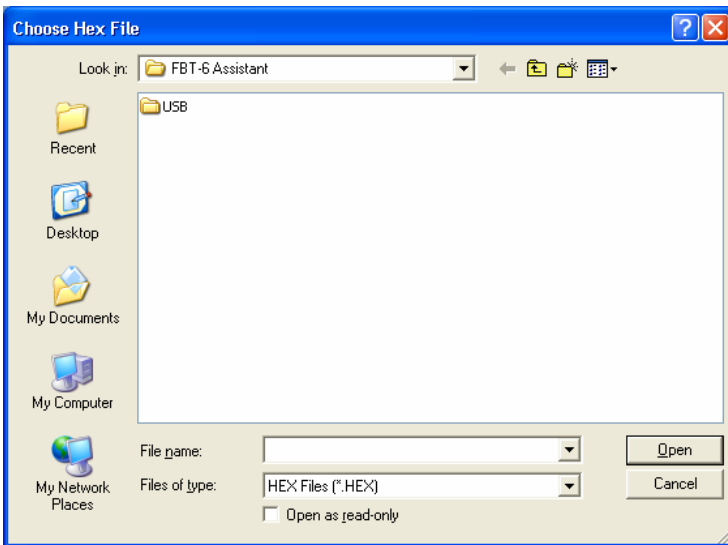 Choose Hex File
Look in: FBT-6 Assistant
USB
Recent
Desktop
My Documents
My Computer
My Network
Places
File name: Open
Files of type: HEX Files (*.HEX) Cancel
Open as read-only